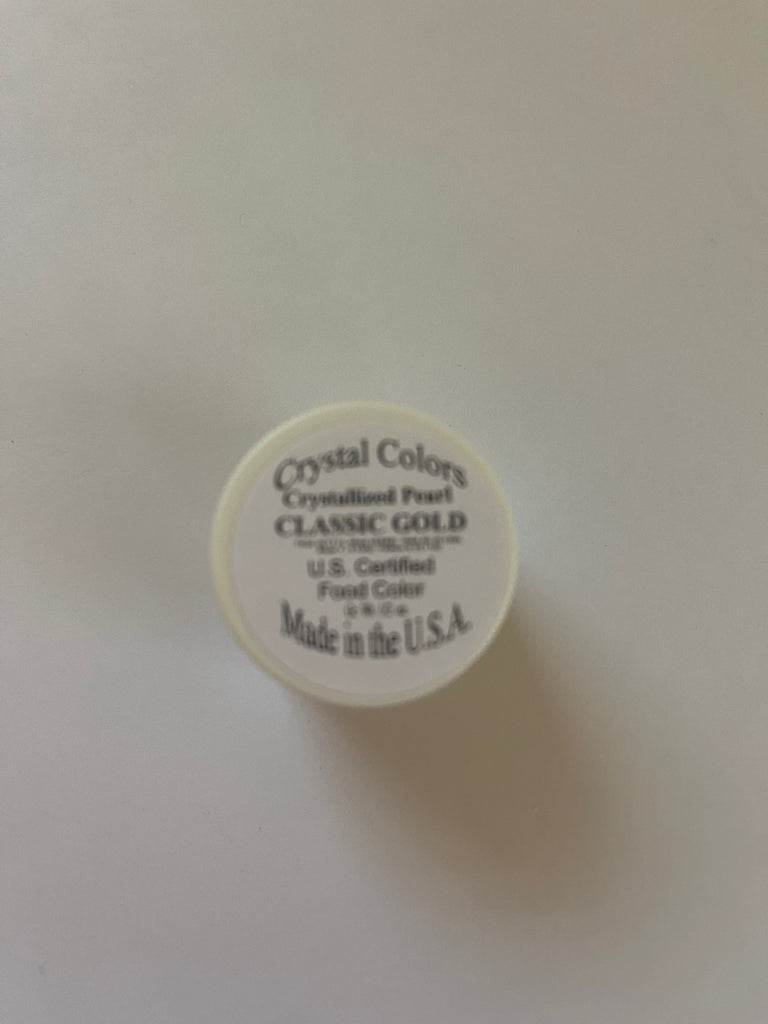 Crystal Colors
Crystallized Pearl
CLASSIC GOLD
U.S. Certified
Food Color
Made in the U.S.A.